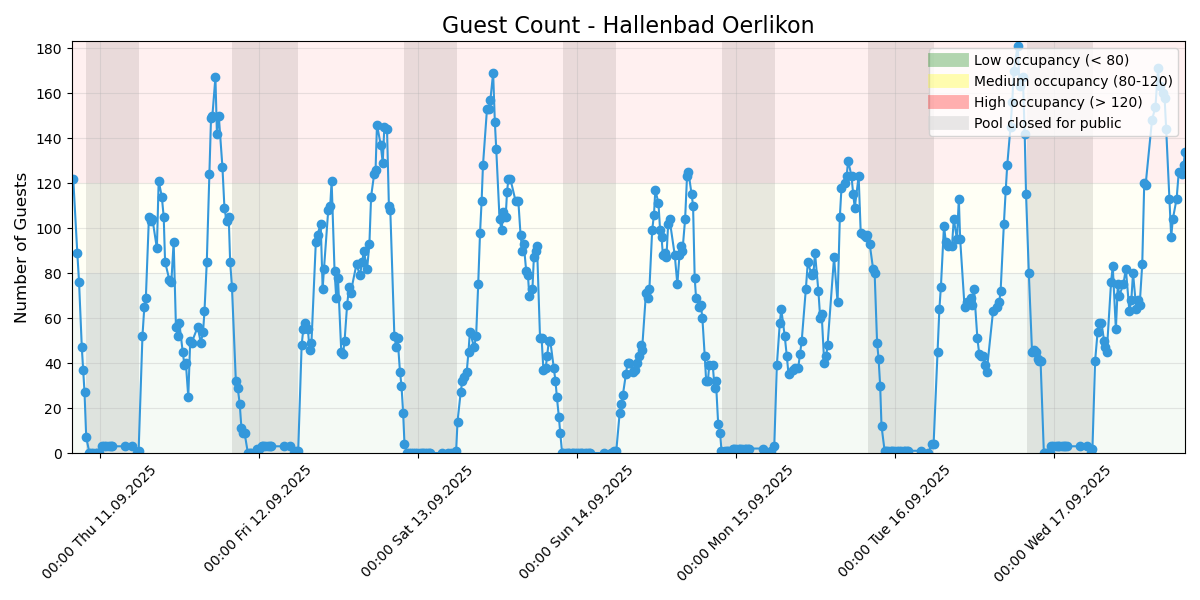 Guest Count - Hallenbad Oerlikon
Number of Guests
180
160
140
120
100
80
60
40
20
0
Low occupancy (< 80)
Medium occupancy (80-120)
High occupancy (> 120)
Pool closed for public
00:00 Thu 11.09.2025
00:00 Fri 12.09.2025
00:00 Sat 13.09.2025
00:00 Sun 14.09.2025
00:00 Mon 15.09.2025
00:00 Tue 16.09.2025
00:00 Wed 17.09.2025